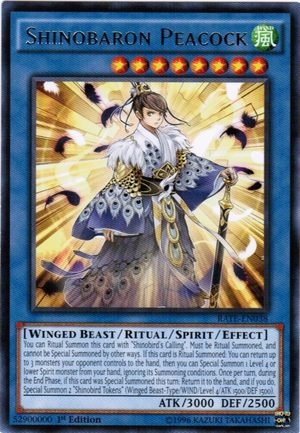 SHINOBARON PEACOCK
WIND
風
RATE-EN038
[WINGED BEAST/RITUAL/SPIRIT/EFFECT]
You can Ritual Summon this card with "Shinobird's Calling". Must be Ritual Summoned, and
cannot be Special Summoned by other ways. If this card is Ritual Summoned: You can return up
to 3 monsters your opponent controls to the hand, then you can Special Summon 1 Level 4 or
lower Spirit monster from your hand, ignoring its Summoning conditions. Once per turn, during
the End Phase, if this card was Special Summoned this turn: Return it to the hand, and if you do,
Special Summon 2 "Shinobird Tokens" (Winged Beast-Type/WIND/Level 4/ATK 1500/DEF 1500).
ATK/3000 DEF/2500
52900000 1st Edition
©1996 KAZUKI TAKAHASHI